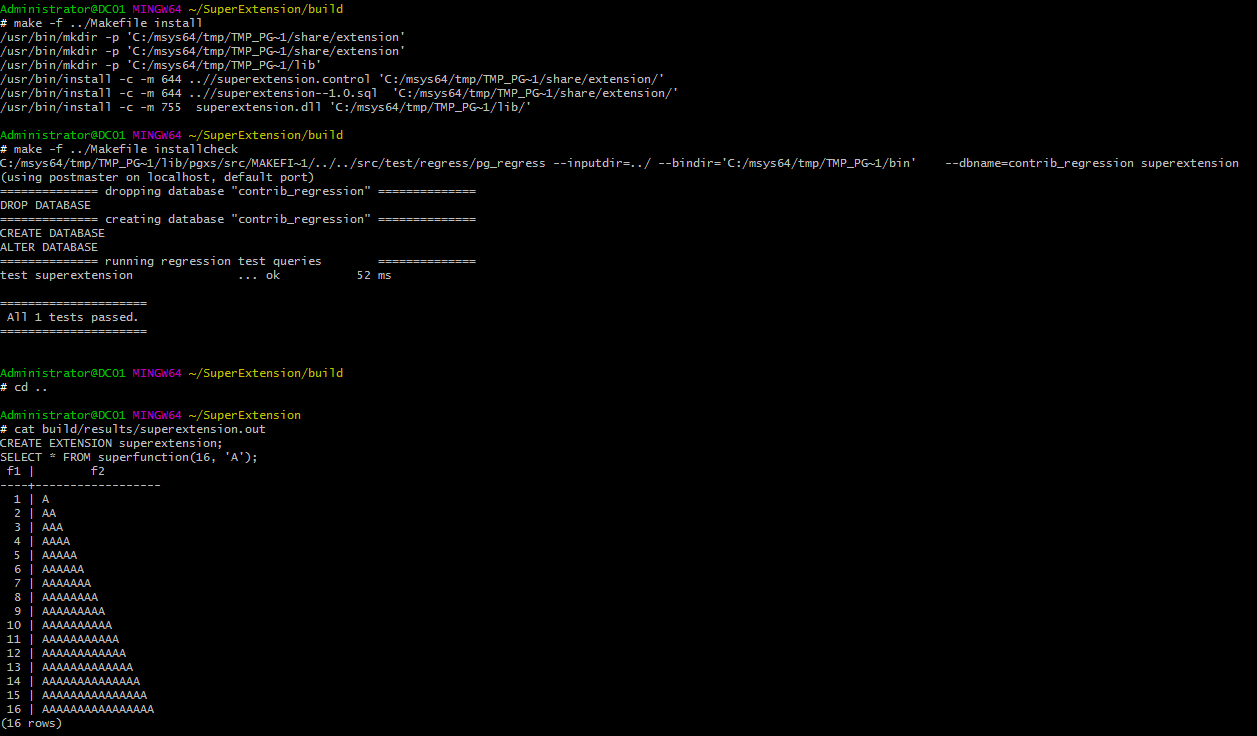 Administrator@DC01 MINGW64 ~/SuperExtension/build
# make -f ../Makefile install
/usr/bin/mkdir -p 'C:/msys64/tmp/TMP_PG~1/share/extension'
/usr/bin/mkdir -p 'C:/msys64/tmp/TMP_PG~1/share/extension'
/usr/bin/mkdir -p 'C:/msys64/tmp/TMP_PG~1/lib'
/usr/bin/install -c -m 644 ..//superextension.control 'C:/msys64/tmp/TMP_PG~1/share/extension/'
/usr/bin/install -c -m 644 ..//superextension--1.0.sql  'C:/msys64/tmp/TMP_PG~1/share/extension/'
/usr/bin/install -c -m 755  superextension.dll 'C:/msys64/tmp/TMP_PG~1/lib/'
Administrator@DC01 MINGW64 ~/SuperExtension/build
# make -f ../Makefile installcheck
C:/msys64/tmp/TMP_PG~1/lib/pgxs/src/MAKEFI~1/../../src/test/regress/pg_regress --inputdir=../ --bindir='C:/msys64/tmp/TMP_PG~1/bin'    --dbname=contrib_regression superextension
(using postmaster on localhost, default port)
============== dropping database "contrib_regression" ==============
DROP DATABASE
============== creating database "contrib_regression" ==============
CREATE DATABASE
ALTER DATABASE
============== running regression test queries        ==============
test superextension               ... ok           52 ms
=====================
 All 1 tests passed.
=====================
Administrator@DC01 MINGW64 ~/SuperExtension/build
# cd ..
Administrator@DC01 MINGW64 ~/SuperExtension
# cat build/results/superextension.out
CREATE EXTENSION superextension;
SELECT * FROM superfunction(16, 'A');
 f1 |        f2
----+------------------
  1 | A
  2 | AA
  3 | AAA
  4 | AAAA
  5 | AAAAA
  6 | AAAAAA
  7 | AAAAAAA
  8 | AAAAAAAA
  9 | AAAAAAAAA
 10 | AAAAAAAAAA
 11 | AAAAAAAAAAA
 12 | AAAAAAAAAAAA
 13 | AAAAAAAAAAAAA
 14 | AAAAAAAAAAAAAA
 15 | AAAAAAAAAAAAAAA
 16 | AAAAAAAAAAAAAAAA
(16 rows)